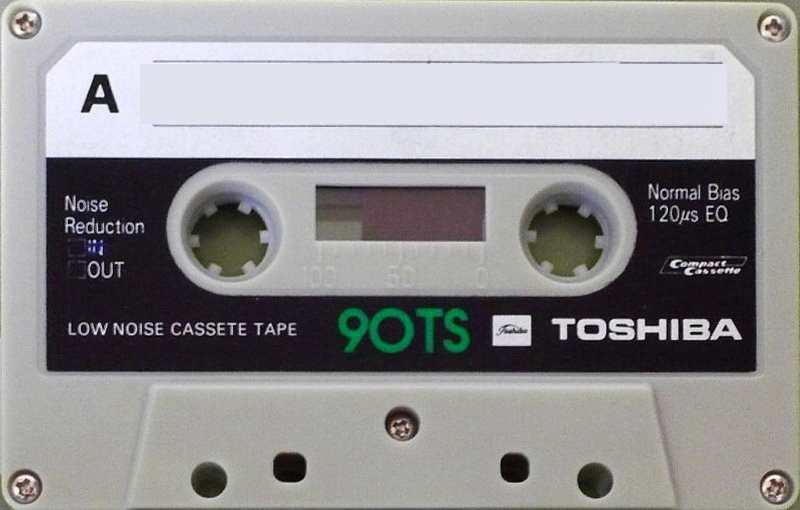 A
Noise
Reduction
IN
OUT
Normal Bias
120µs EQ
Compact
Cassette
100 50 0
LOW NOISE CASSETE TAPE
90TS
Toshiba
TOSHIBA